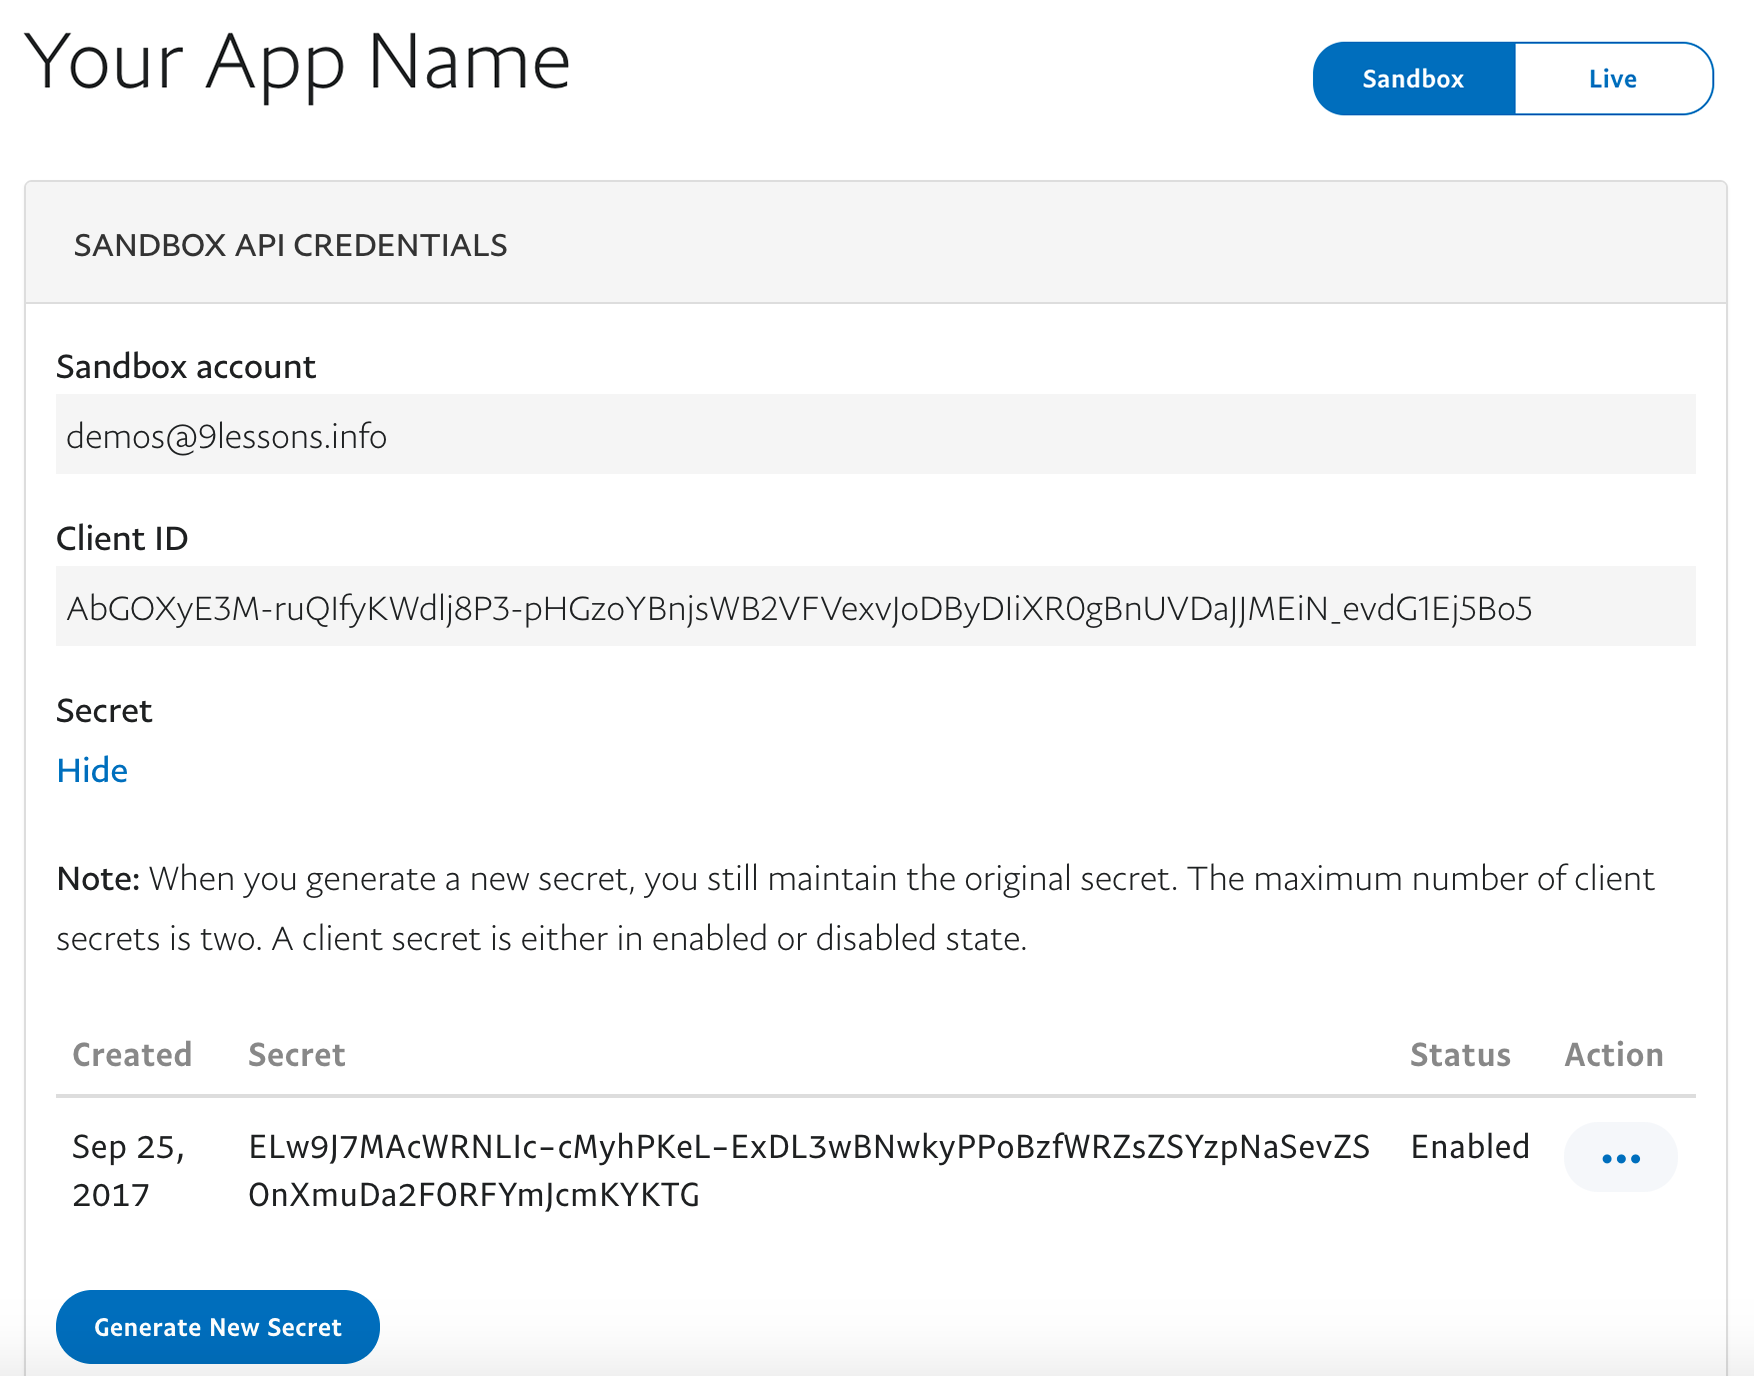 Your App Name
Sandbox
Live
SANDBOX API CREDENTIALS
Sandbox account
demos@9lessons.info
Client ID
AbGOXyE3M-ruQIfyKWdlj8P3-pHGzoYBnjsWB2VFVexvJoDByDIiXR0gBnUVDaJJMEiN_evdG1Ej5Bo5
Secret
Hide
Note: When you generate a new secret, you still maintain the original secret. The maximum number of client
secrets is two. A client secret is either in enabled or disabled state.
Created Secret Status Action
Sep 25, ELw9J7MAcWRNLIc-cMyhPKeL-ExDL3wBNwkyPPoBzfWRZsZSYzpNaSevZS Enabled
2017 OnXmuDa2FORFYmJcmKYKTG
Generate New Secret